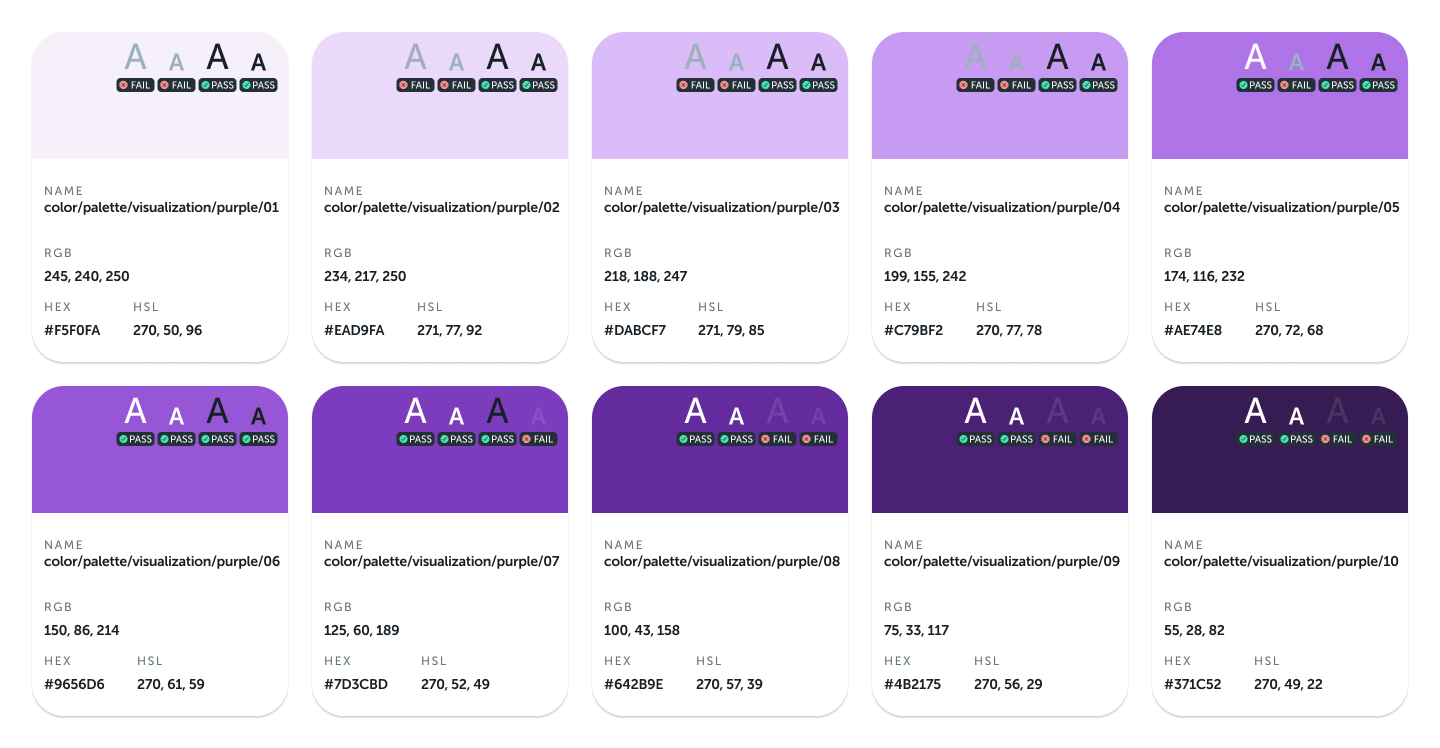 A A A A
FAIL FAIL PASS PASS
NAME
color/palette/visualization/purple/01
RGB
245, 240, 250
HEX HSL
#F5F0FA 270, 50, 96
A A A A
FAIL FAIL PASS PASS
NAME
color/palette/visualization/purple/02
RGB
234, 217, 250
HEX HSL
#EAD9FA 271, 77, 92
A A A A
FAIL FAIL PASS PASS
NAME
color/palette/visualization/purple/03
RGB
218, 188, 247
HEX HSL
#DABCF7 271, 79, 85
A A A A
FAIL FAIL PASS PASS
NAME
color/palette/visualization/purple/04
RGB
199, 155, 242
HEX HSL
#C79BF2 270, 77, 78
A A A A
PASS FAIL PASS PASS
NAME
color/palette/visualization/purple/05
RGB
174, 116, 232
HEX HSL
#AE74E8 270, 72, 68
A A A A
PASS PASS PASS PASS
NAME
color/palette/visualization/purple/06
RGB
150, 86, 214
HEX HSL
#9656D6 270, 61, 59
A A A A
PASS PASS PASS FAIL
NAME
color/palette/visualization/purple/07
RGB
125, 60, 189
HEX HSL
#7D3CBD 270, 52, 49
A A A A
PASS PASS FAIL FAIL
NAME
color/palette/visualization/purple/08
RGB
100, 43, 158
HEX HSL
#642B9E 270, 57, 39
A A A A
PASS PASS FAIL FAIL
NAME
color/palette/visualization/purple/09
RGB
75, 33, 117
HEX HSL
#4B2175 270, 56, 29
A A A A
PASS PASS FAIL FAIL
NAME
color/palette/visualization/purple/10
RGB
55, 28, 82
HEX HSL
#371C52 270, 49, 22